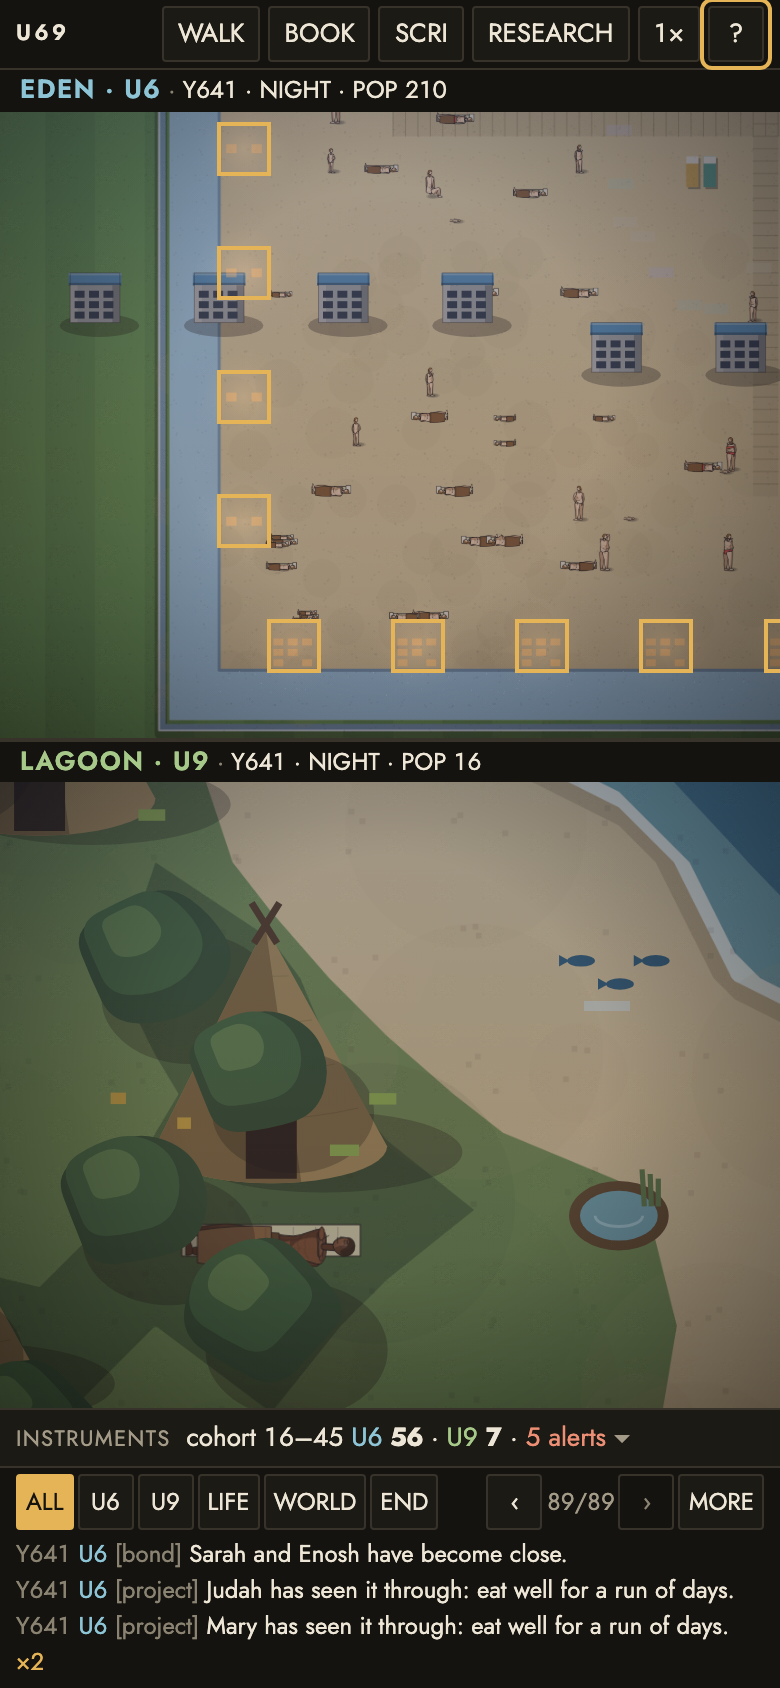 U69 WALK BOOK SCRI RESEARCH 1× ?
EDEN · U6 · Y641 · NIGHT · POP 210
LAGOON · U9 · Y641 · NIGHT · POP 16
INSTRUMENTS cohort 16–45 U6 56 · U9 7 · 5 alerts
ALL U6 U9 LIFE WORLD END ‹ 89/89 › MORE
Y641 U6 [bond] Sarah and Enosh have become close.
Y641 U6 [project] Judah has seen it through: eat well for a run of days.
Y641 U6 [project] Mary has seen it through: eat well for a run of days.
×2